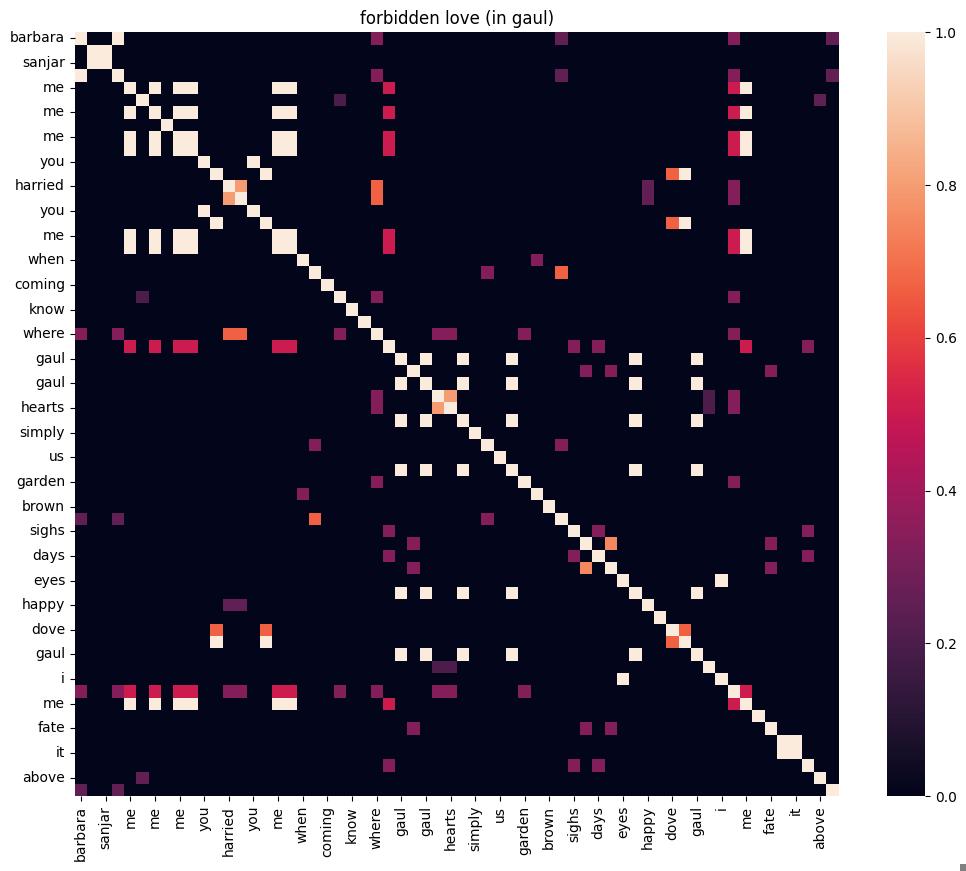 forbidden love (in gaul)
barbara
sanjar
me
me
me
you
harried
you
me
when
coming
know
where
gaul
gaul
hearts
simply
us
garden
brown
sighs
days
eyes
happy
dove
gaul
i
me
fate
it
above
1.0
0.8
0.6
0.4
0.2
0.0
barbara sanjar me me me you harried you me when coming know where gaul gaul hearts simply us garden brown sighs days eyes happy dove gaul i me fate it above